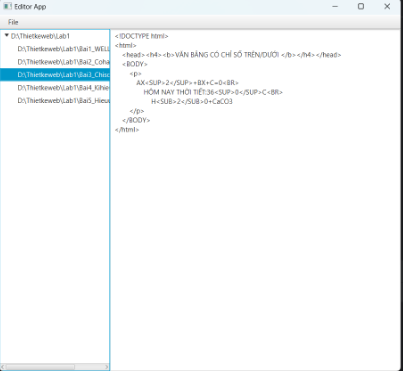 Editor App
File
D:\Thietkeweb\Lab1
D:\Thietkeweb\Lab1\Bai1_WELL
D:\Thietkeweb\Lab1\Bai2_Coha
D:\Thietkeweb\Lab1\Bai3_Chioc
D:\Thietkeweb\Lab1\Bai4_Kihie
D:\Thietkeweb\Lab1\Bai5_Hieu
<!DOCTYPE html>
<html>
<head><h4><b>VĂN BẢNG CÓ CHỈ SỐ TRÊN/DƯỚI </b></h4></head>
<BODY>
<p>
AX<SUP>2</SUP>+BX+C=0<BR>
HÔM NAY THỜI TIẾT:36<SUP>0</SUP>C<BR>
H<SUB>2</SUB>0+CaCO3
</p>
</BODY>
</html>